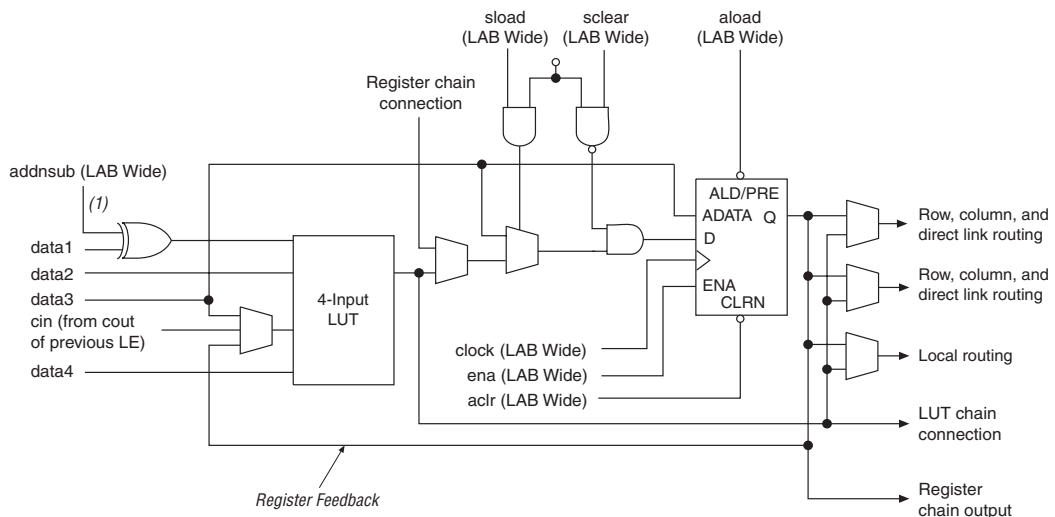 sload
(LAB Wide)
sclear
(LAB Wide)
aload
(LAB Wide)
Register chain
connection
addnsub (LAB Wide)
(1)
data1
data2
data3
cin (from cout
of previous LE)
data4
4-Input
LUT
ALD/PRE
ADATA Q
D
ENA
CLRN
clock (LAB Wide)
ena (LAB Wide)
aclr (LAB Wide)
Row, column, and
direct link routing
Row, column, and
direct link routing
Local routing
LUT chain
connection
Register
chain output
Register Feedback